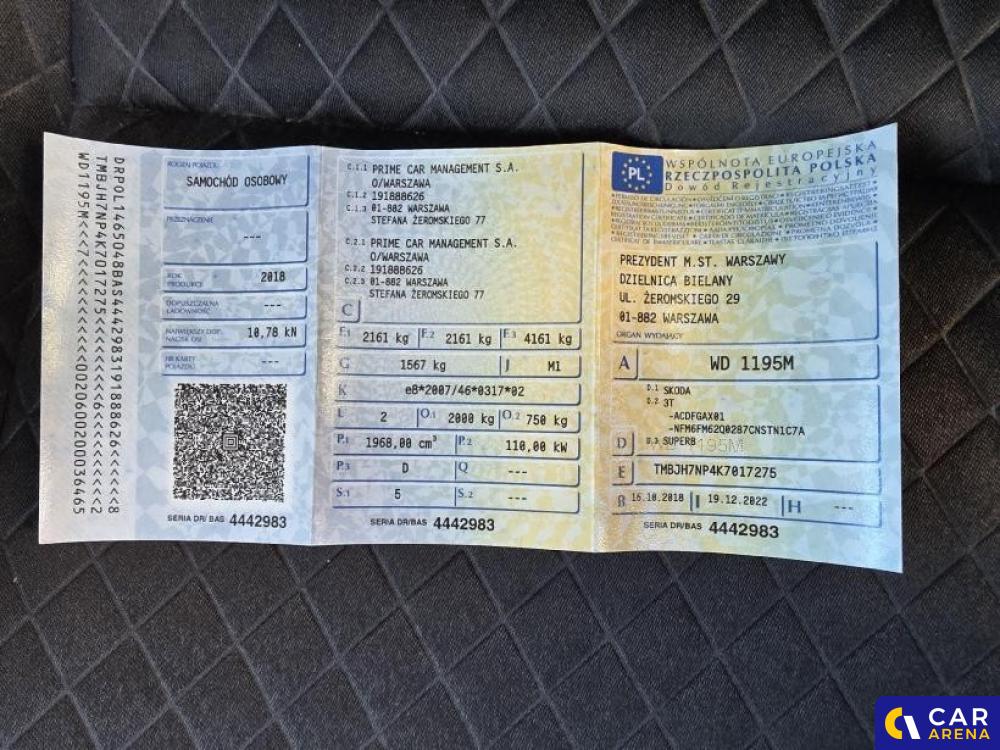 DRPOL1465048BAS4442983191888626<<<<<<8
TMBJH7NP4K7017275<<<<<<<6<<<<<<<<<<<<2
WD1195M<<7<<<<<<<<<<<<<<002060020036465
RODZAJ POJAZDU
SAMOCHÓD OSOBOWY
PRZEZNACZENIE
---
ROK PRODUKCJI
2018
DOPUSZCZALNA ŁADOWNOŚĆ
---
NAJWIĘKSZY DOP. NACISK OSI
10,78 kN
NR KARTY POJAZDU
---
SERIA DR/BAS 4442983
C.1.1 PRIME CAR MANAGEMENT S.A.
O/WARSZAWA
C.1.2 191888626
C.1.3 01-882 WARSZAWA
STEFANA ŻEROMSKIEGO 77
C.2.1 PRIME CAR MANAGEMENT S.A.
O/WARSZAWA
C.2.2 191888626
C.2.3 01-882 WARSZAWA
STEFANA ŻEROMSKIEGO 77
C
F.1 2161 kg F.2 2161 kg F.3 4161 kg
G 1567 kg J M1
K e8*2007/46*0317*02
L 2 O.1 2000 kg O.2 750 kg
P.1 1968,00 cm³ P.2 110,00 kW
P.3 D Q ---
S.1 5 S.2 ---
SERIA DR/BAS 4442983
PL
WSPÓLNOTA EUROPEJSKA
RZECZPOSPOLITA POLSKA
Dowód Rejestracyjny
PREZYDENT M.ST. WARSZAWY
DZIELNICA BIELANY
UL. ŻEROMSKIEGO 29
01-882 WARSZAWA
ORGAN WYDAJĄCY
A WD 1195M
D.1 SKODA
D.2 3T
-ACDFGAX01
-NFM6FM62Q0287CNSTN1C7A
D D.3 SUPERB
WD 1195M
E TMBJH7NP4K7017275
B 16.10.2018 I 19.12.2022 H ---
SERIA DR/BAS 4442983
CAR
ARENA